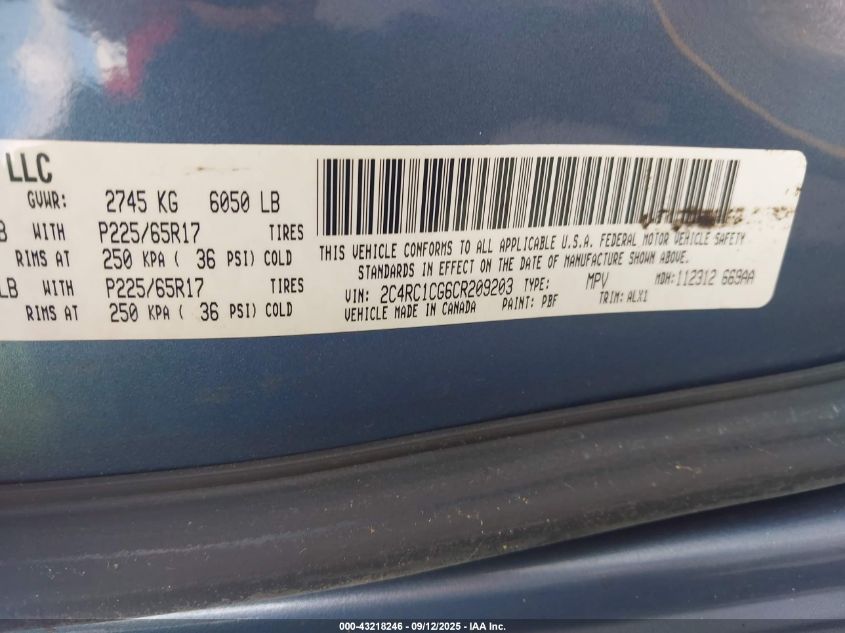 LLC
GVWR: 2745 KG 6050 LB
B WITH P225/65R17 TIRES
RIMS AT 250 KPA ( 36 PSI) COLD
LB WITH P225/65R17 TIRES
RIMS AT 250 KPA ( 36 PSI) COLD
THIS VEHICLE CONFORMS TO ALL APPLICABLE U.S.A. FEDERAL MOTOR VEHICLE SAFETY
STANDARDS IN EFFECT ON THE DATE OF MANUFACTURE SHOWN ABOVE.
VIN: 2C4RC1CG6CR209203 TYPE: MPV MDH: 112312 669AA
VEHICLE MADE IN CANADA PAINT: PBF TRIM: ALX1
000-43218246 - 09/12/2025 - IAA Inc.